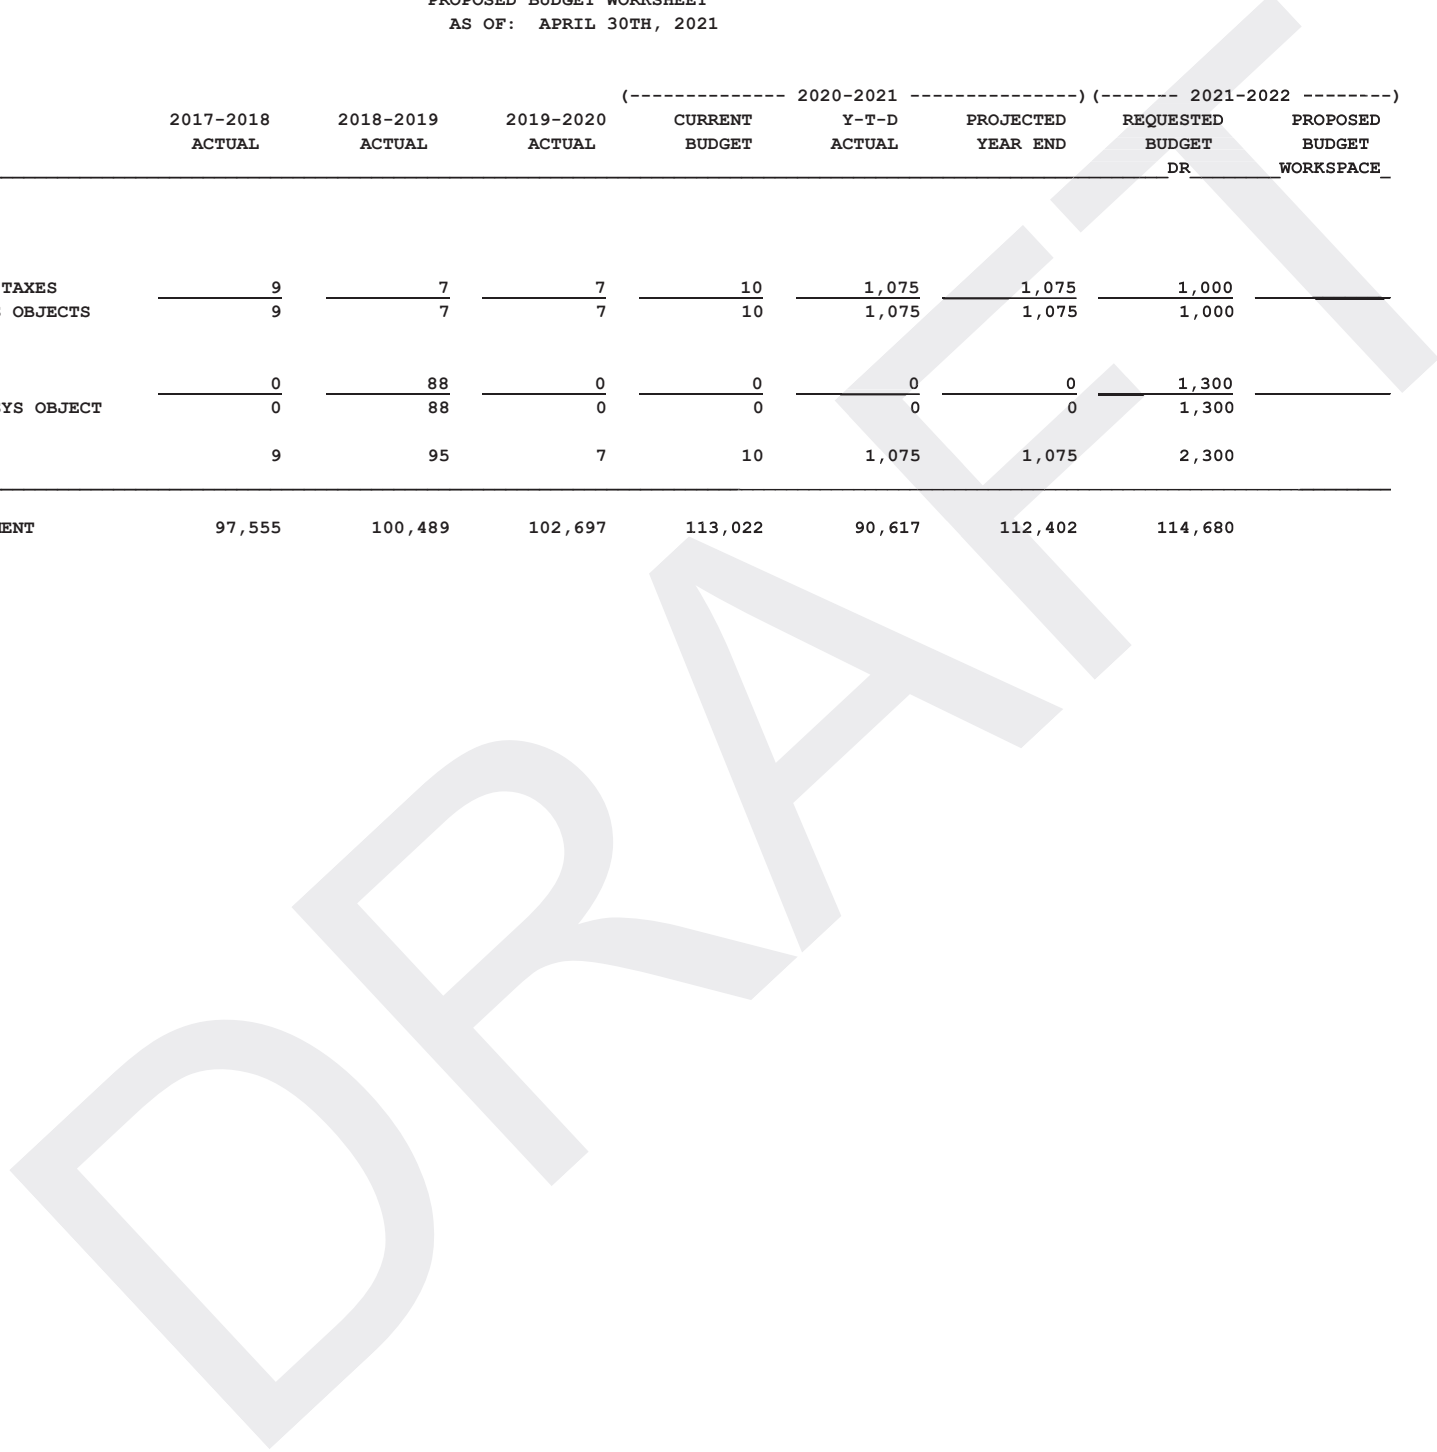 PROPOSED BUDGET WORKSHEET
AS OF: APRIL 30TH, 2021
(-------------- 2020-2021 ---------------)(------- 2021-2022 --------)
2017-2018 2018-2019 2019-2020 CURRENT Y-T-D PROJECTED REQUESTED PROPOSED
ACTUAL ACTUAL ACTUAL BUDGET ACTUAL YEAR END BUDGET BUDGET
DR WORKSPACE
TAXES 9 7 7 10 1,075 1,075 1,000
OBJECTS 9 7 7 10 1,075 1,075 1,000
0 88 0 0 0 0 1,300
YS OBJECT 0 88 0 0 0 0 1,300
9 95 7 10 1,075 1,075 2,300
MENT 97,555 100,489 102,697 113,022 90,617 112,402 114,680
DRAFT